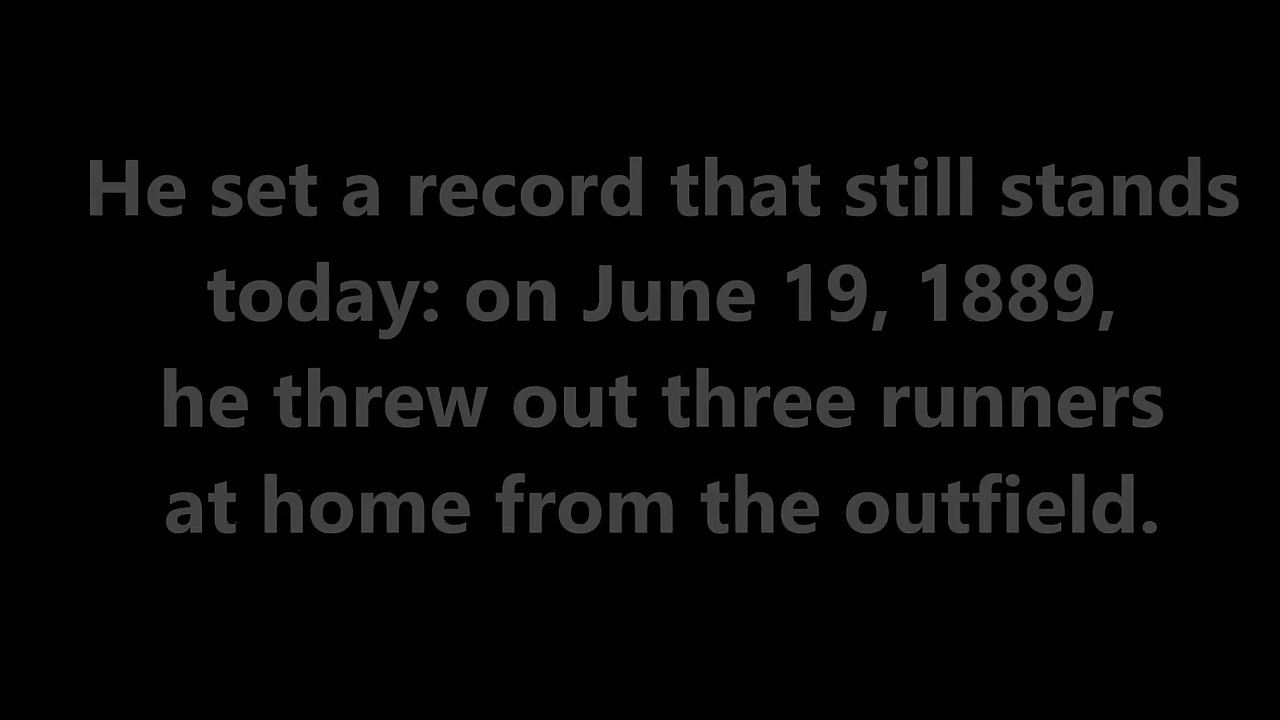 He set a record that still stands
today: on June 19, 1889,
he threw out three runners
at home from the outfield.